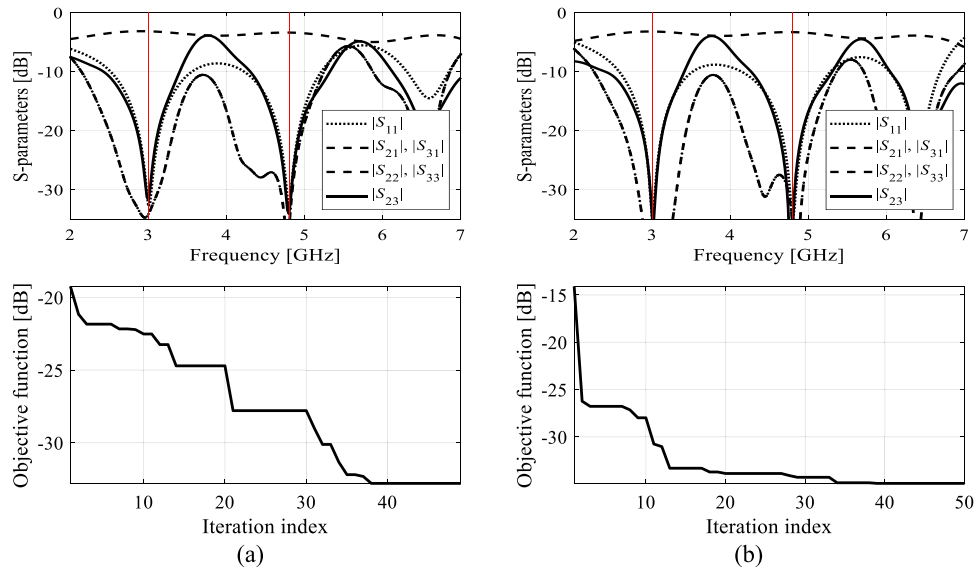 0
-10
-20
-30
S-parameters [dB]
|S11|
|S21|, |S31|
|S22|, |S33|
|S23|
2 3 4 5 6 7
Frequency [GHz]
0
-10
-20
-30
S-parameters [dB]
|S11|
|S21|, |S31|
|S22|, |S33|
|S23|
2 3 4 5 6 7
Frequency [GHz]
-20
-25
-30
Objective function [dB]
10 20 30 40
Iteration index
(a)
-15
-20
-25
-30
Objective function [dB]
10 20 30 40 50
Iteration index
(b)